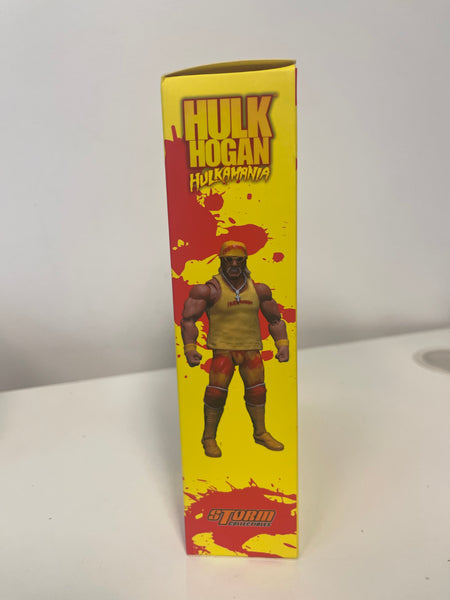 HULK
HOGAN
HULKAMANIA
STORM
COLLECTIBLES